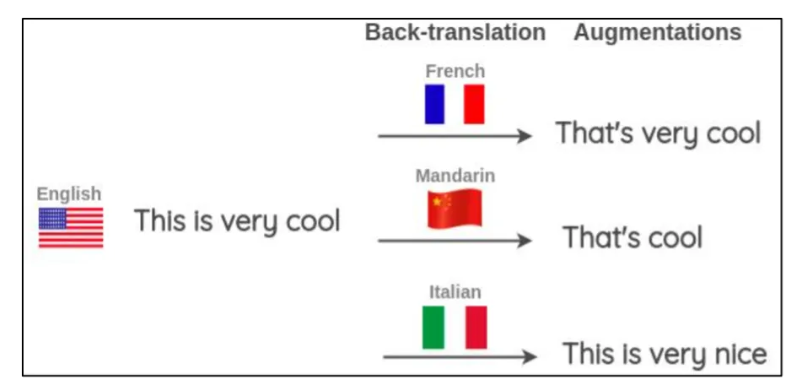 Back-translation Augmentations
French
That's very cool
Mandarin
English
This is very cool
That's cool
Italian
This is very nice